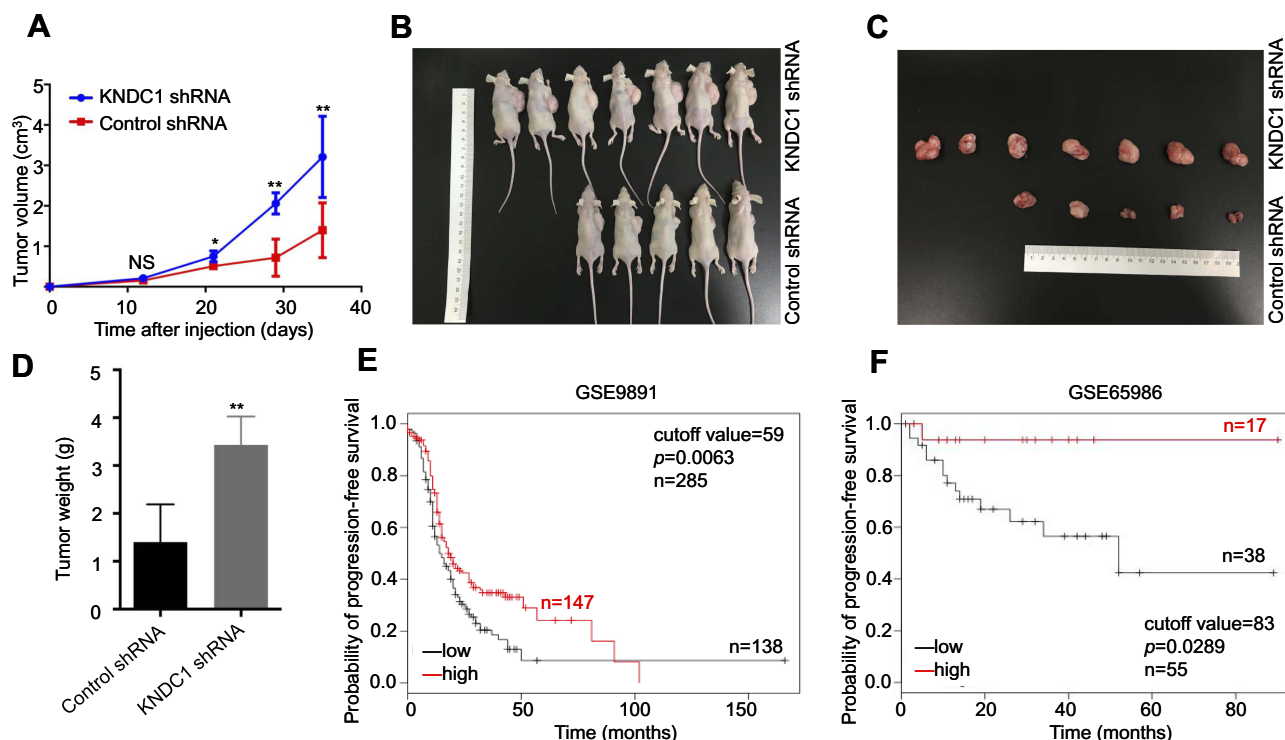 A
Tumor volume (cm³)
5
4
3
2
1
KNDC1 shRNA
Control shRNA
NS
*
**
**
0
10
20
30
40
Time after injection (days)
B
KNDC1 shRNA
Control shRNA
C
KNDC1 shRNA
Control shRNA
D
Tumor weight (g)
5
4
3
2
1
0
**
Control shRNA
KNDC1 shRNA
E
GSE9891
Probability of progression-free survival
1.0
0.8
0.6
0.4
0.2
0.0
cutoff value=59
p=0.0063
n=285
n=147
n=138
low
high
0
50
100
150
Time (months)
F
GSE65986
Probability of progression-free survival
1.0
0.8
0.6
0.4
0.2
0.0
n=17
n=38
cutoff value=83
p=0.0289
n=55
low
high
0
20
40
60
80
Time (months)